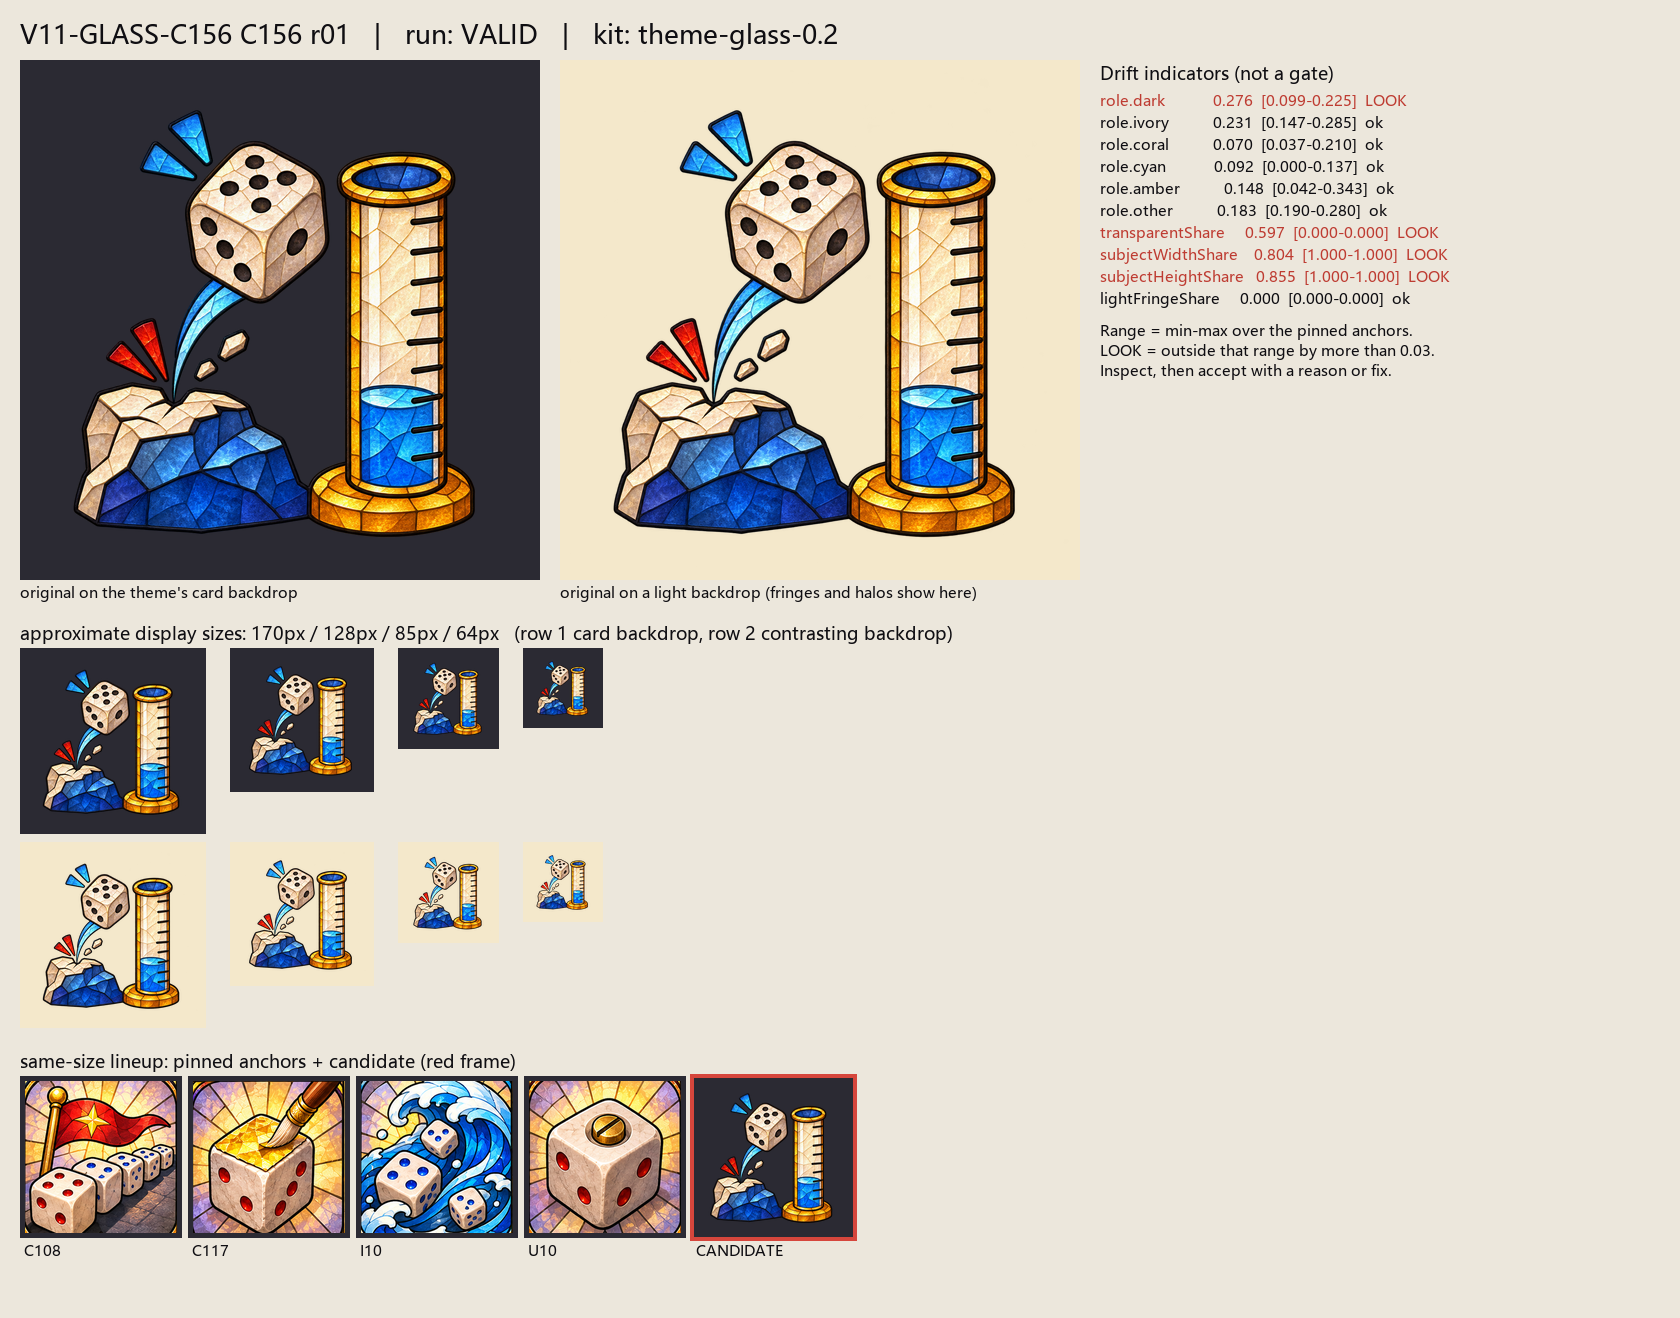 V11-GLASS-C156 C156 r01 | run: VALID | kit: theme-glass-0.2
Drift indicators (not a gate)
role.dark 0.276 [0.099-0.225] LOOK
role.ivory 0.231 [0.147-0.285] ok
role.coral 0.070 [0.037-0.210] ok
role.cyan 0.092 [0.000-0.137] ok
role.amber 0.148 [0.042-0.343] ok
role.other 0.183 [0.190-0.280] ok
transparentShare 0.597 [0.000-0.000] LOOK
subjectWidthShare 0.804 [1.000-1.000] LOOK
subjectHeightShare 0.855 [1.000-1.000] LOOK
lightFringeShare 0.000 [0.000-0.000] ok
Range = min-max over the pinned anchors.
LOOK = outside that range by more than 0.03.
Inspect, then accept with a reason or fix.
original on the theme's card backdrop
original on a light backdrop (fringes and halos show here)
approximate display sizes: 170px / 128px / 85px / 64px (row 1 card backdrop, row 2 contrasting backdrop)
same-size lineup: pinned anchors + candidate (red frame)
C108
C117
I10
U10
CANDIDATE